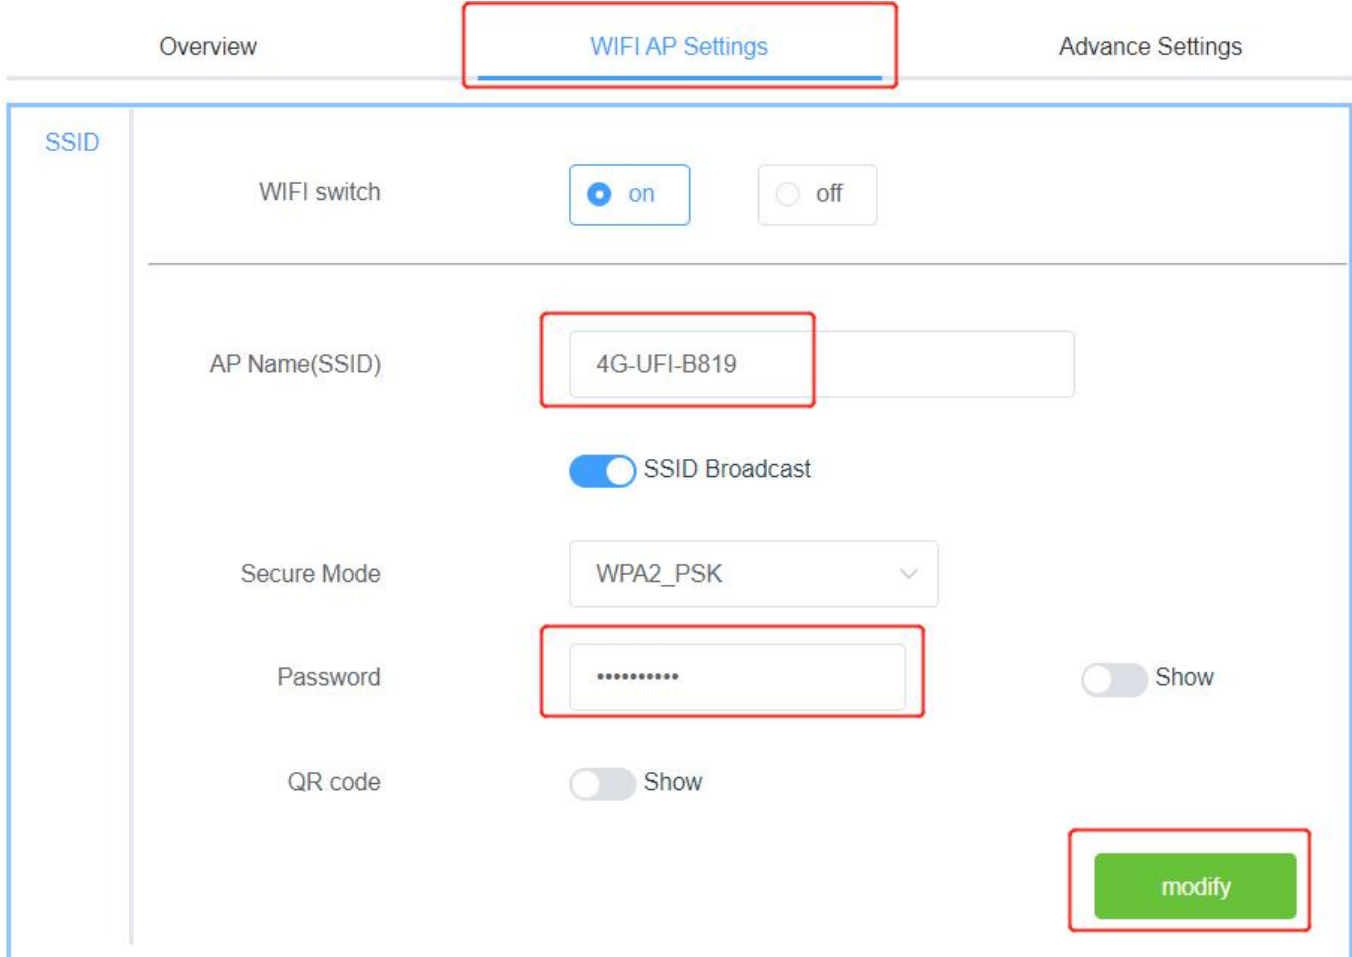 Overview WIFI AP Settings Advance Settings
SSID
WIFI switch on off
AP Name(SSID) 4G-UFI-B819
SSID Broadcast
Secure Mode WPA2_PSK
Password •••••••••• Show
QR code Show
modify